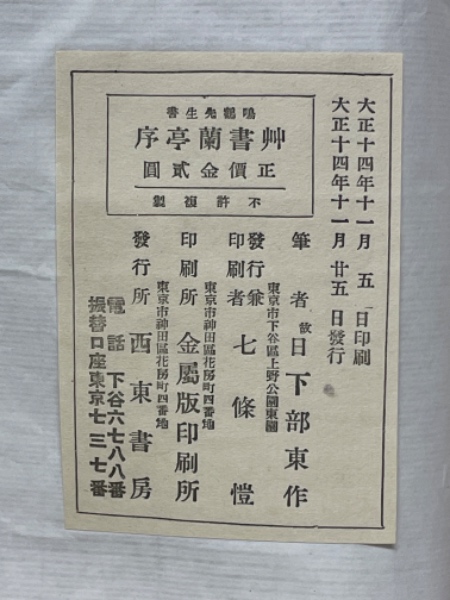 大正十四年十一月五日印刷
大正十四年十一月廿五日發行
鳴鶴先生書
艸書蘭亭序
正價金貳圓
不許複製
東京市下谷區上野公園東園
筆者故日下部東作
發行兼印刷者七條愷
東京市神田區花房町四番地
印刷所金屬版印刷所
東京市神田區花房町四番地
發行所西東書房
電話下谷六七八八番
振替口座東京七三七番